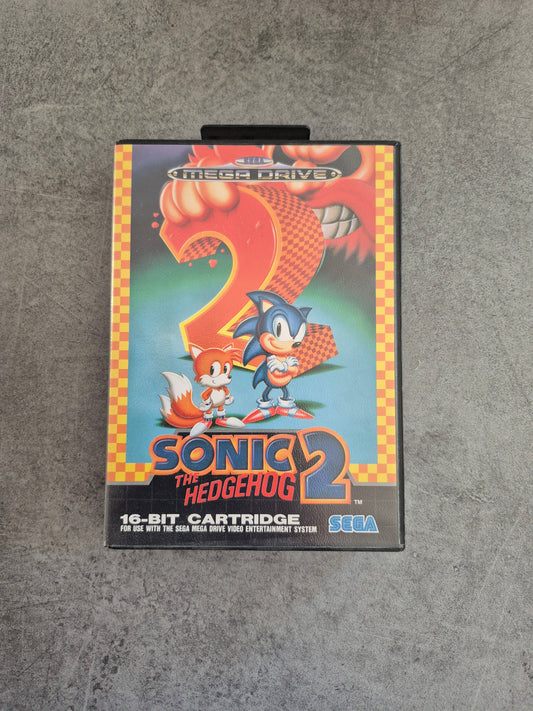 SEGA
MEGA DRIVE
2
SONIC
THE
HEDGEHOG 2
TM
16-BIT CARTRIDGE
FOR USE WITH THE SEGA MEGA DRIVE VIDEO ENTERTAINMENT SYSTEM
SEGA